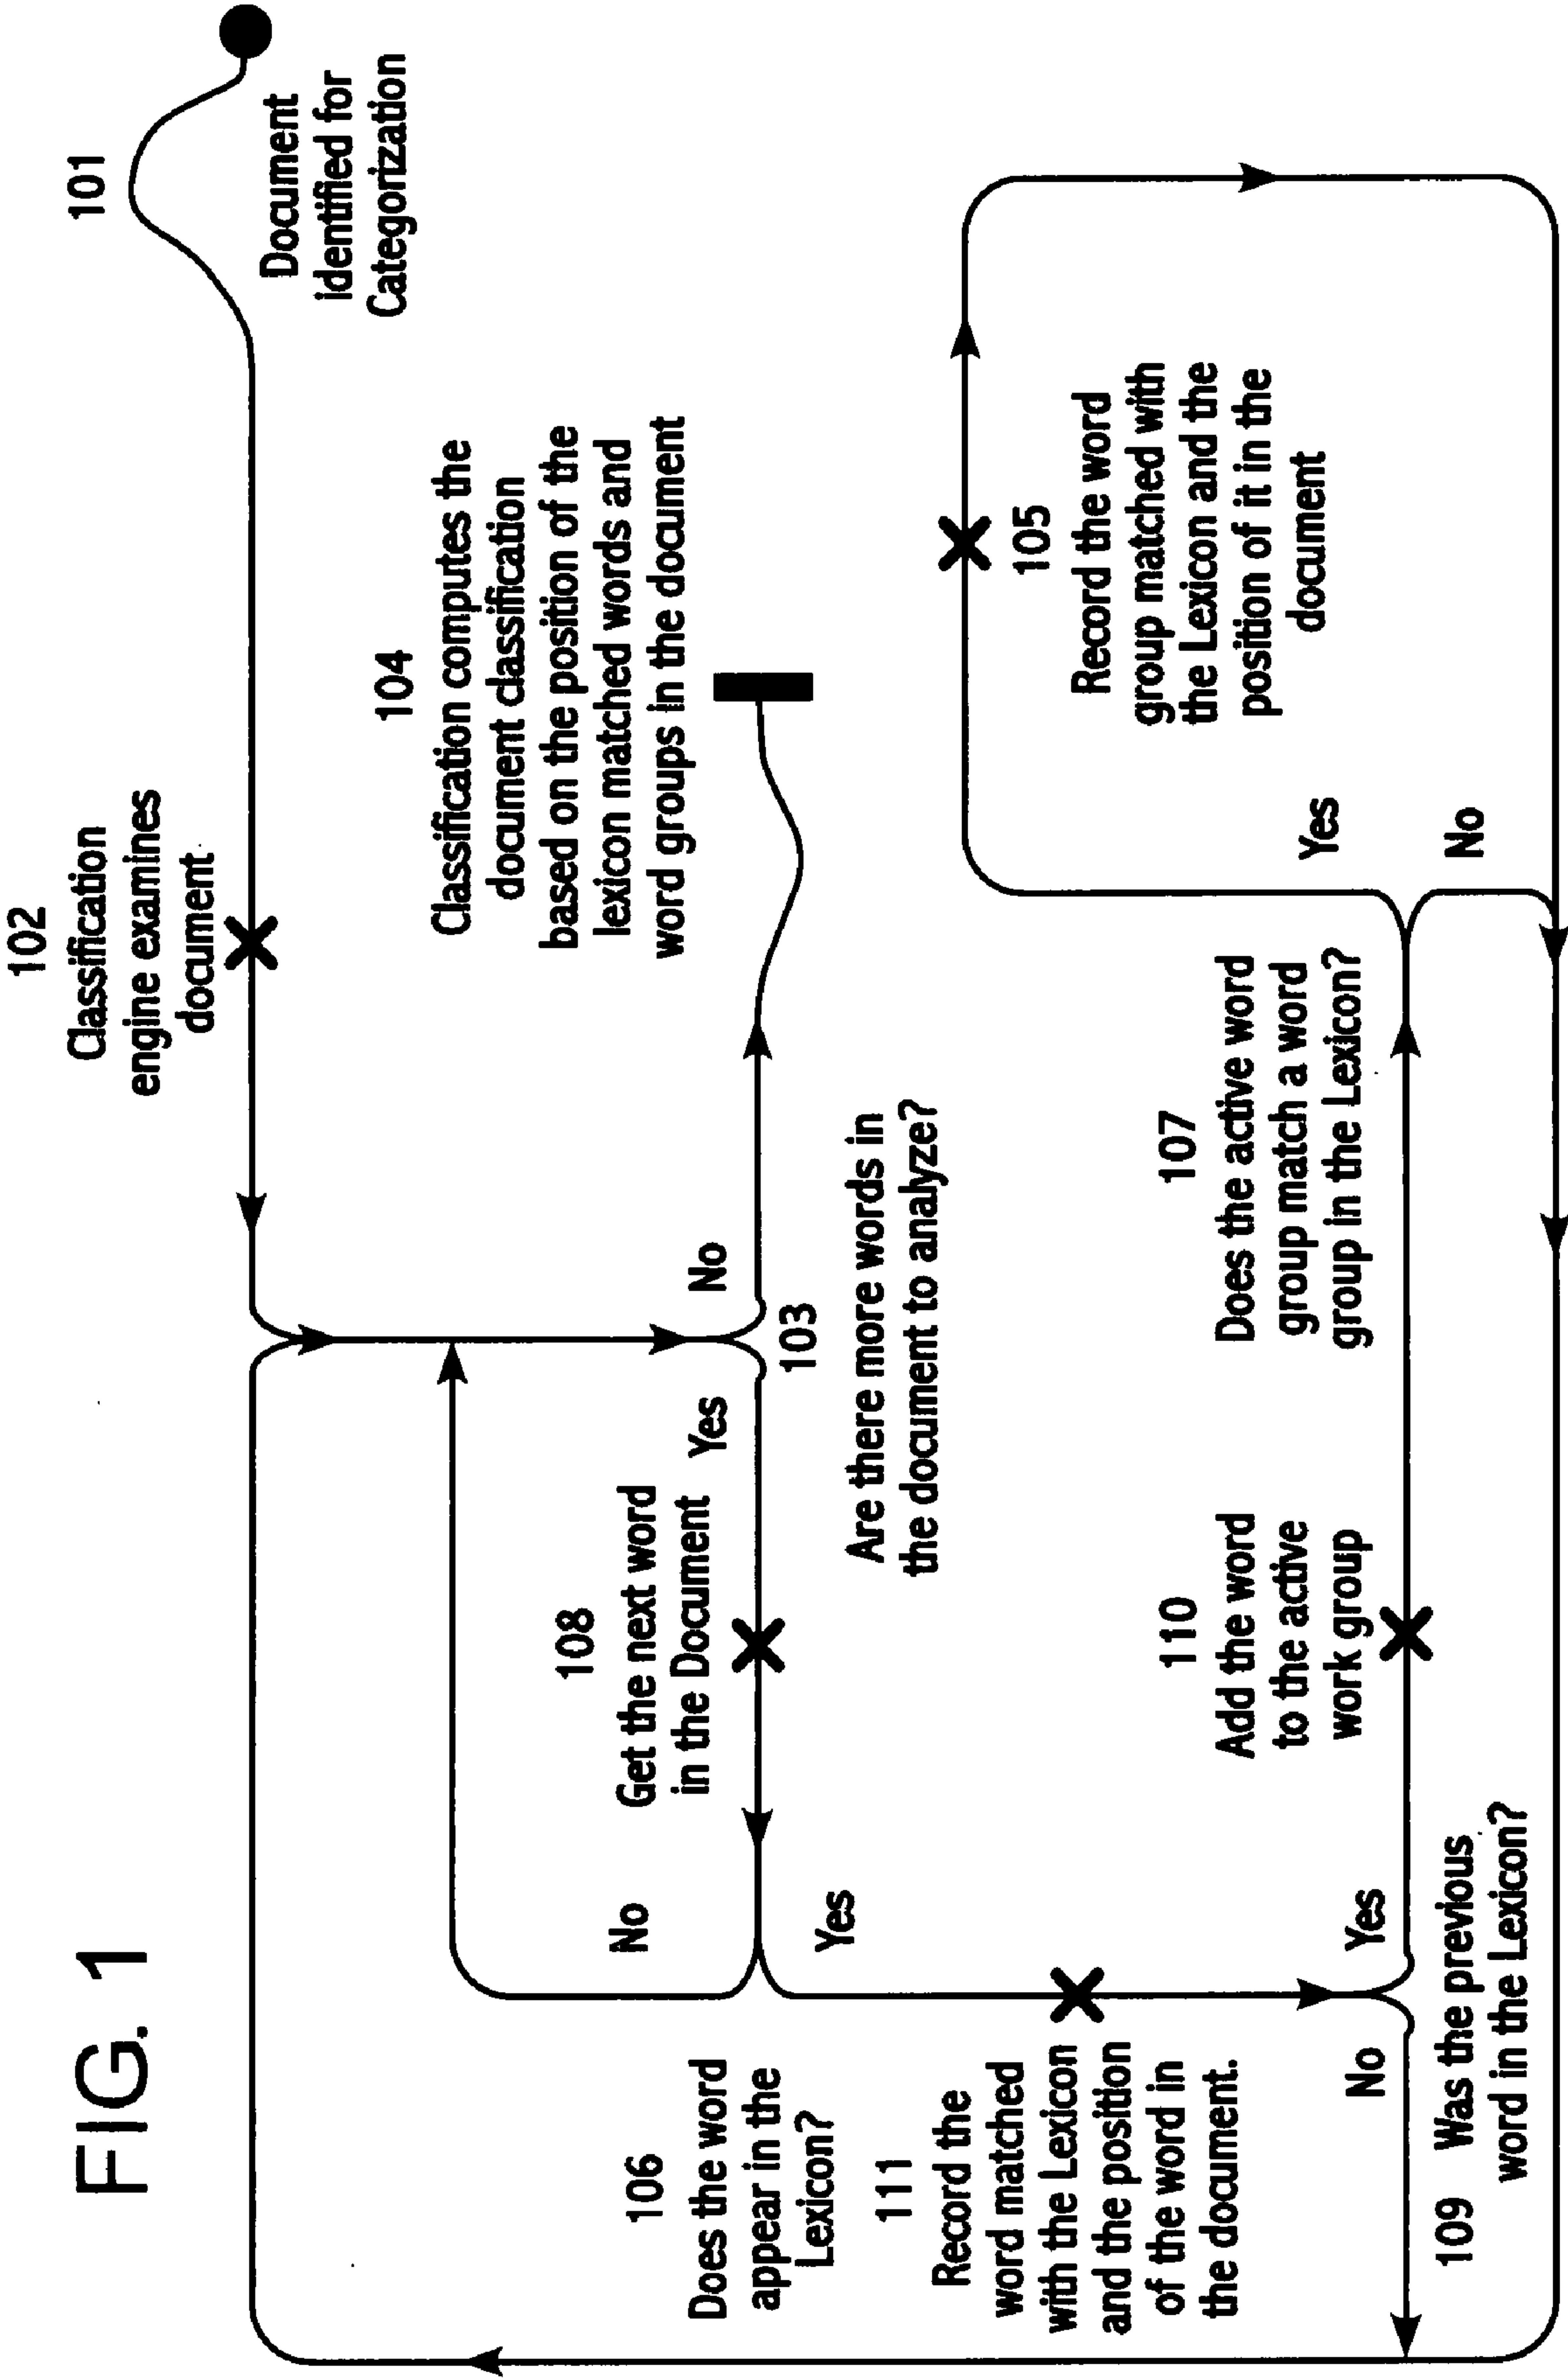 FIG. 1
101
Document
identified for
Categorization
102
Classification
engine examines
document
104
Classification computes the
document classification
based on the position of the
lexicon matched words and
word groups in the document
No
103
Are there more words in
the document to analyze?
Yes
108
Get the next word
in the Document
No
Yes
106
Does the word
appear in the
Lexicon?
111
Record the
word matched
with the Lexicon
and the position
of the word in
the document.
No
Yes
109 Was the previous
word in the Lexicon?
110
Add the word
to the active
work group
107
Does the active word
group match a word
group in the Lexicon?
Yes
No
105
Record the word
group matched with
the Lexicon and the
position of it in the
document